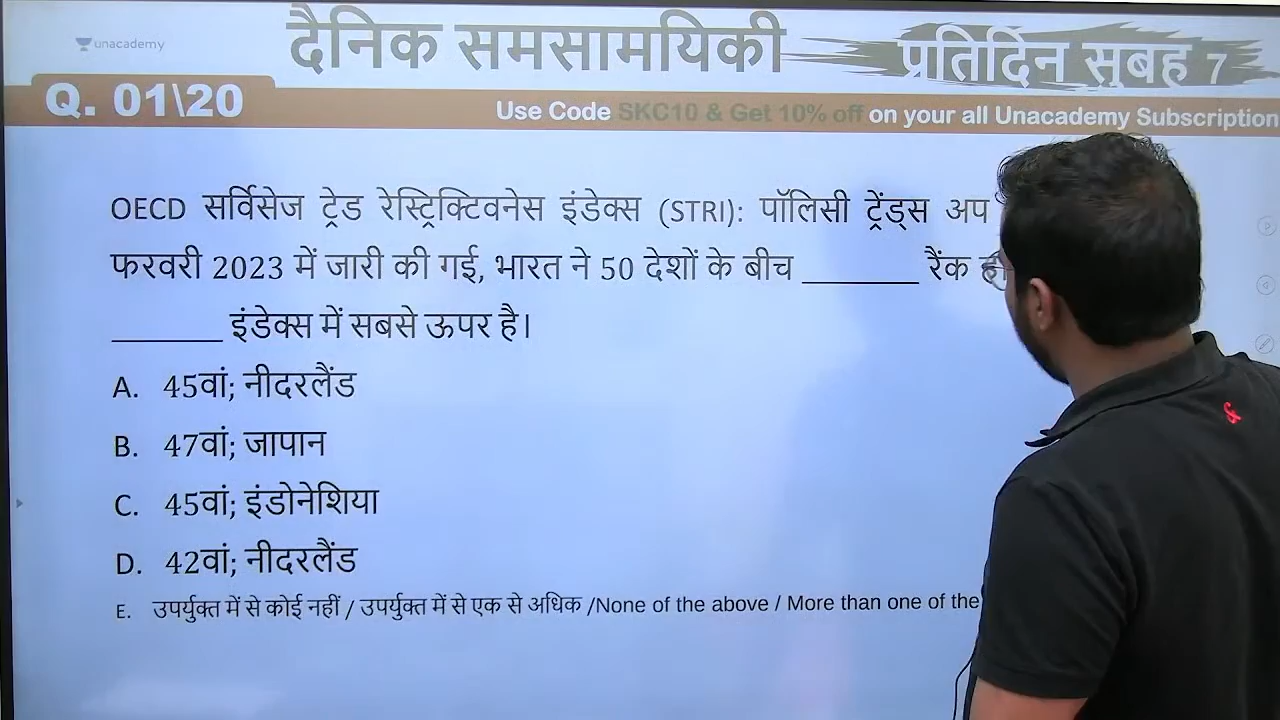 unacademy
दैनिक समसामयिकी
प्रतिदिन सुबह 7
Q. 01\20
Use Code SKC10 & Get 10% off on your all Unacademy Subscription
OECD सर्विसेज ट्रेड रेस्ट्रिक्टिवनेस इंडेक्स (STRI): पॉलिसी ट्रेंड्स अप
फरवरी 2023 में जारी की गई, भारत ने 50 देशों के बीच _______ रैंक
_______ इंडेक्स में सबसे ऊपर है।
A. 45वां; नीदरलैंड
B. 47वां; जापान
C. 45वां; इंडोनेशिया
D. 42वां; नीदरलैंड
E. उपर्युक्त में से कोई नहीं / उपर्युक्त में से एक से अधिक /None of the above / More than one of the